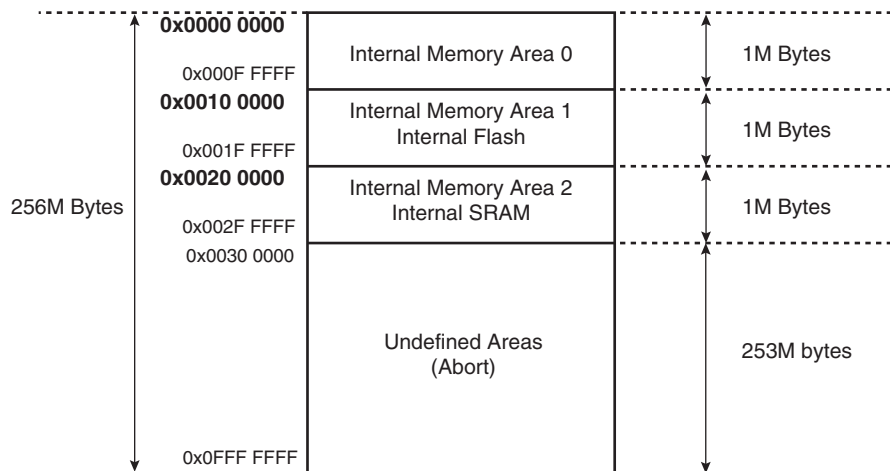 0x0000 0000
Internal Memory Area 0
1M Bytes
0x000F FFFF
0x0010 0000
Internal Memory Area 1
Internal Flash
1M Bytes
0x001F FFFF
0x0020 0000
256M Bytes
Internal Memory Area 2
Internal SRAM
1M Bytes
0x002F FFFF
0x0030 0000
Undefined Areas
(Abort)
253M bytes
0x0FFF FFFF